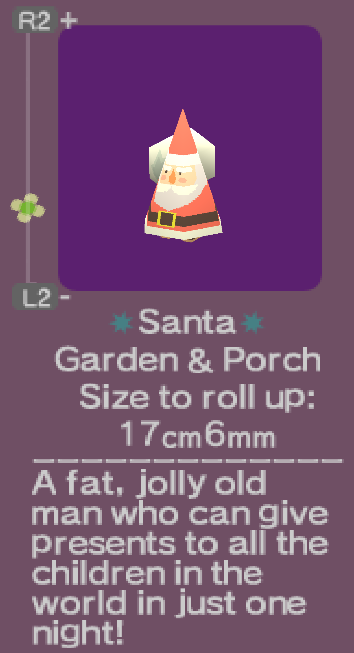 R2 +
L2 -
Santa
Garden & Porch
Size to roll up:
17cm6mm
A fat, jolly old
man who can give
presents to all the
children in the
world in just one
night!